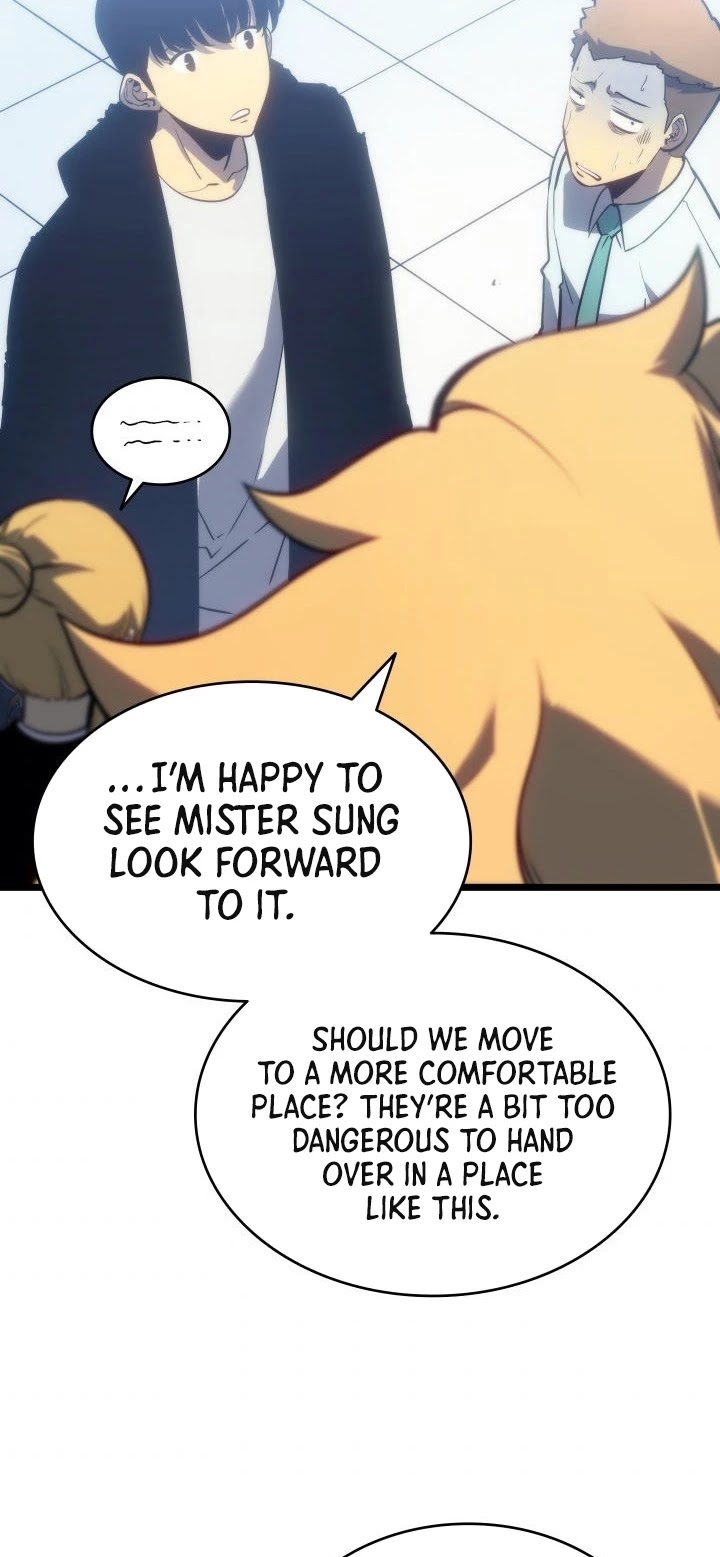 ...I'M HAPPY TO
SEE MISTER SUNG
LOOK FORWARD
TO IT.
SHOULD WE MOVE
TO A MORE COMFORTABLE
PLACE? THEY'RE A BIT TOO
DANGEROUS TO HAND
OVER IN A PLACE
LIKE THIS.